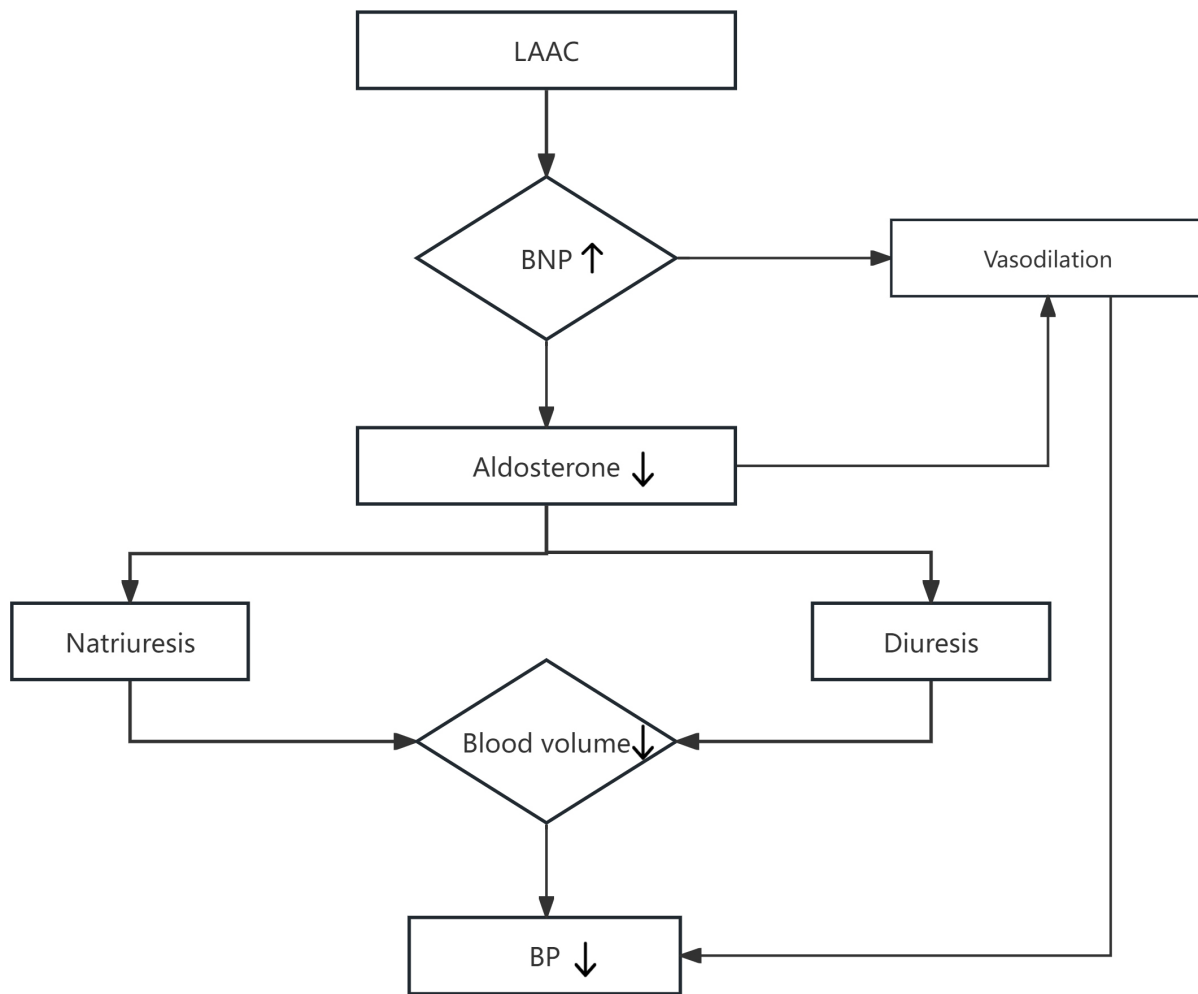 LAAC
BNP ↑
Vasodilation
Aldosterone ↓
Natriuresis
Diuresis
Blood volume↓
BP ↓